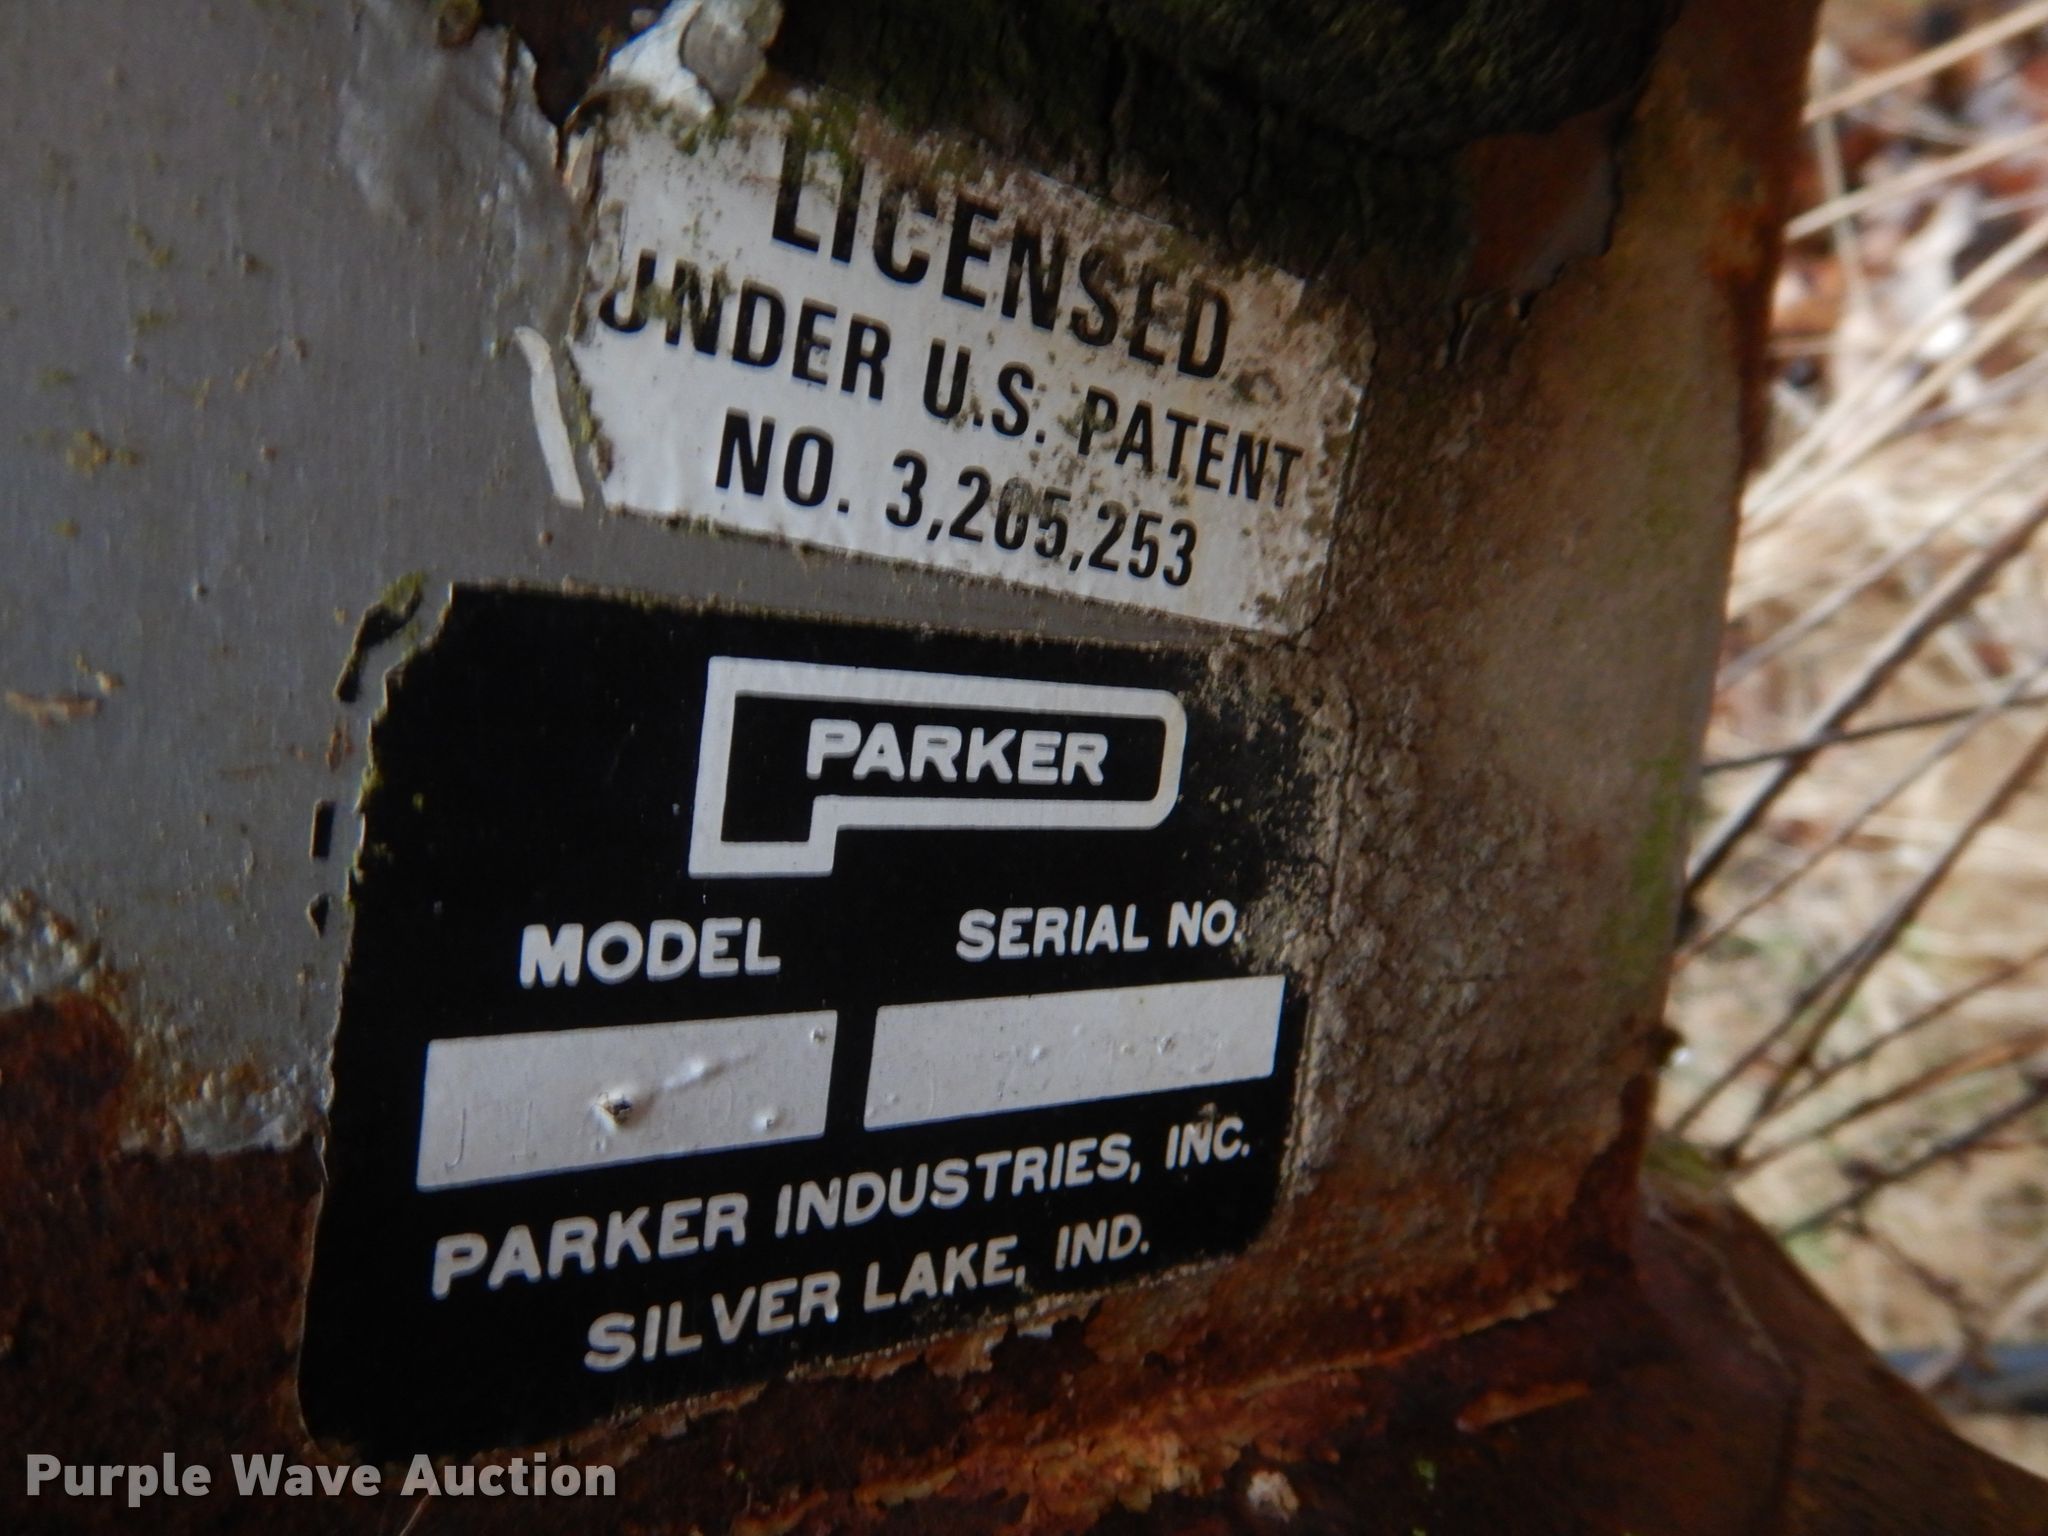 LICENSED
UNDER U.S. PATENT
NO. 3,205,253
PARKER
MODEL SERIAL NO.
PARKER INDUSTRIES, INC.
SILVER LAKE, IND.
Purple Wave Auction